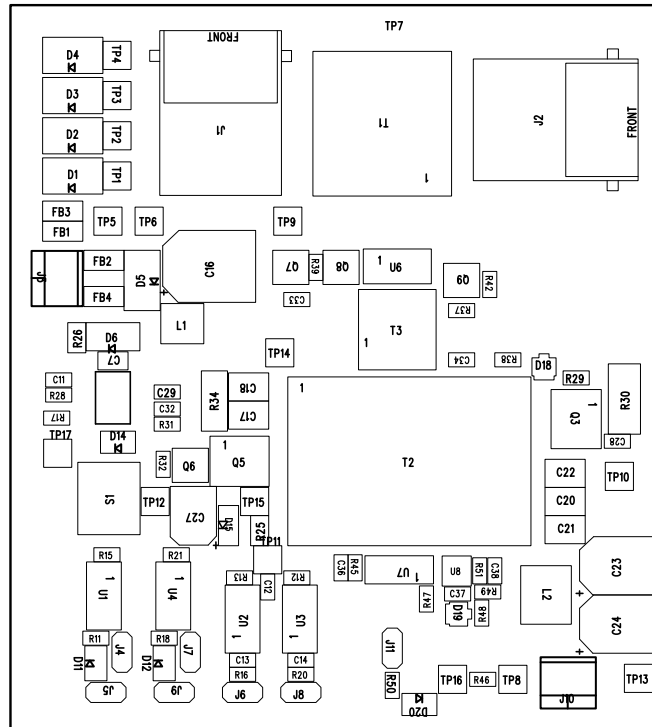 FRONT
TP7
D4 TP4
D3 TP3
D2 TP2
D1 TP1
J1
T1
1
J2
FRONT
FB3
FB1
TP5
TP6
TP9
FB2
FB4
D5
+
C16
Q7
R39
Q8
1 U6
Q9
R42
C33
R37
L1
T3
1
R26
D6
C7
TP14
C34
R38
D18
C11
R28
R17
TP17
C29
C32
R31
R34
C18
C17
R29
1
Q3
R30
C28
D14
1
T2
1
Q5
R32
Q6
S1
TP12
C27
+
D15
TP15
R25
TP11
C22
C20
C21
TP10
R15
R21
1
U1
1
U4
R13
C12
R12
C36
R45
U7 1
U8
R51
C38
C37
R49
R47
D19
R48
L2
+
C23
C24
+
U2
1
U3
1
R11
D11
J4
R18
D12
J7
C13
R16
C14
R20
J11
R50
J5
J9
J6
J8
D20
TP16
R46
TP8
J10
TP13